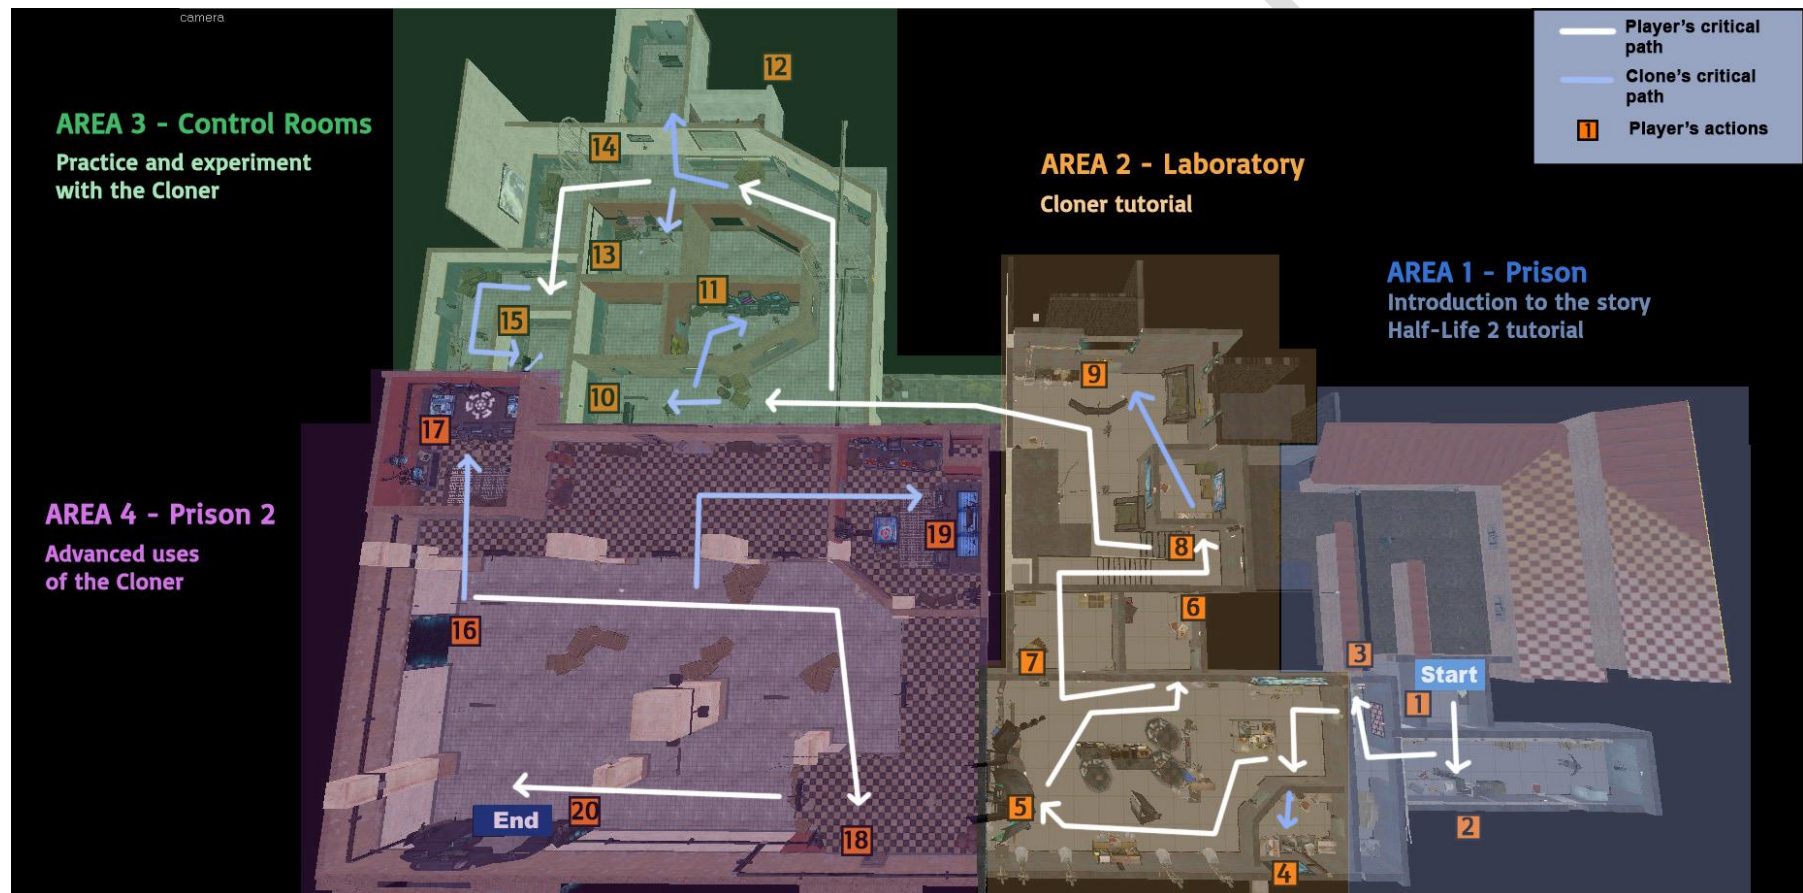 camera
Player's critical
path
Clone's critical
path
1 Player's actions
AREA 3 - Control Rooms
Practice and experiment
with the Cloner
AREA 2 - Laboratory
Cloner tutorial
AREA 1 - Prison
Introduction to the story
Half-Life 2 tutorial
AREA 4 - Prison 2
Advanced uses
of the Cloner
12
14
13
11
15
10
9
17
19
8
16
6
7
3
Start
1
5
2
End
20
18
4